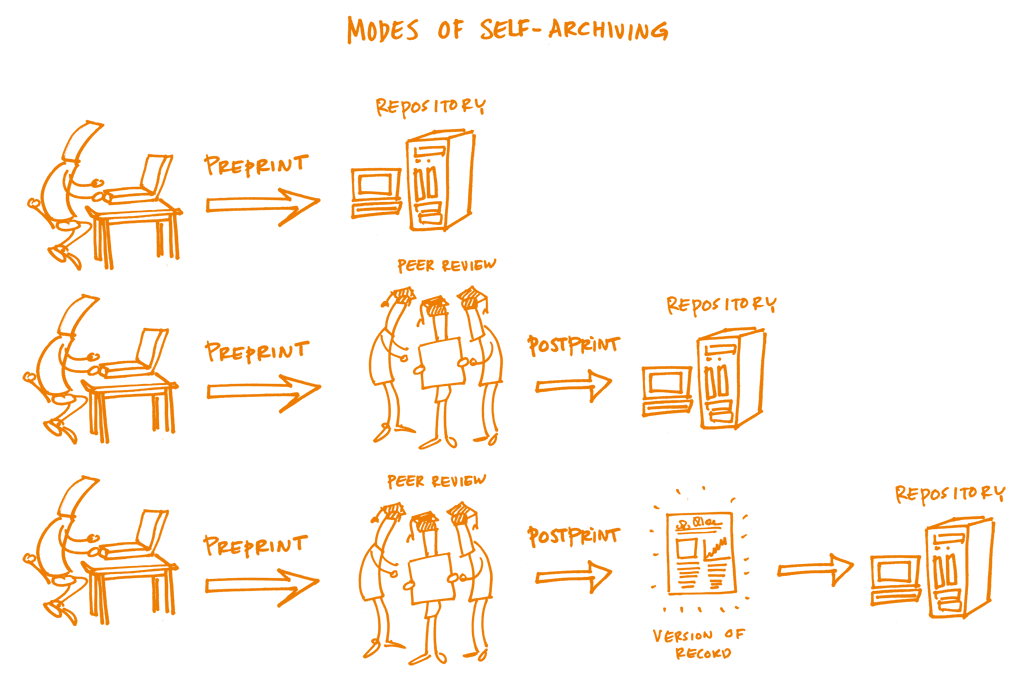 MODES OF SELF-ARCHIVING
REPOSITORY
PREPRINT
PEER REVIEW
REPOSITORY
PREPRINT
POSTPRINT
PEER REVIEW
REPOSITORY
PREPRINT
POSTPRINT
VERSION OF
RECORD